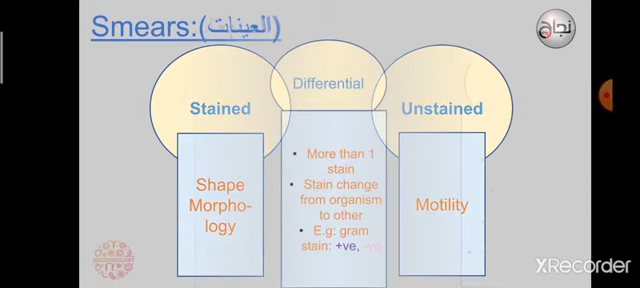 Smears:(العينات)
نجاح
Differential
Stained
Unstained
More than 1
stain
Stain change
from organism
to other
E.g: gram
stain: +ve, -ve
Shape
Morpho-
logy
Motility
XRecorder